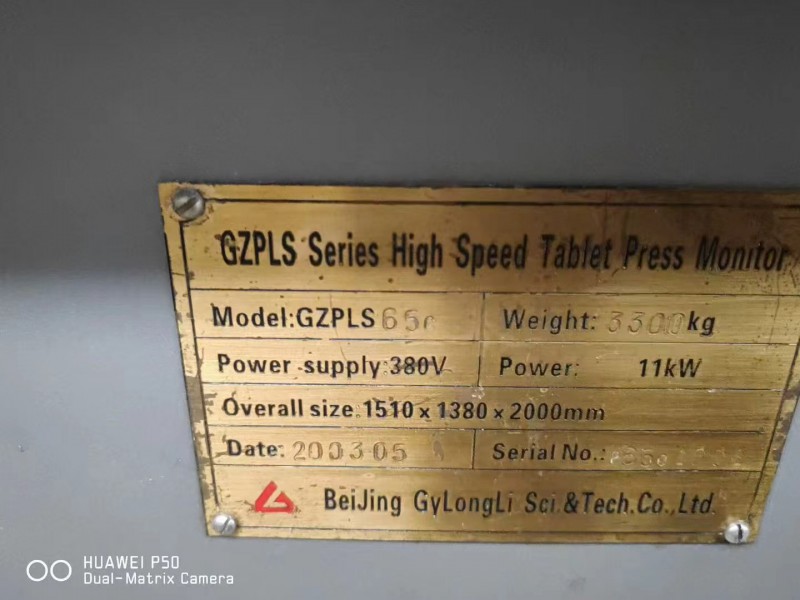 GZPLS Series High Speed Tablet Press Monitor
Model:GZPLS
Weight: 3300kg
Power supply:380V
Power: 11kW
Overall size:1510×1380×2000mm
Date: 200305
Serial No.:
BeiJing GyLongLi Sci.&Tech.Co.,Ltd.
HUAWEI P50
Dual-Matrix Camera